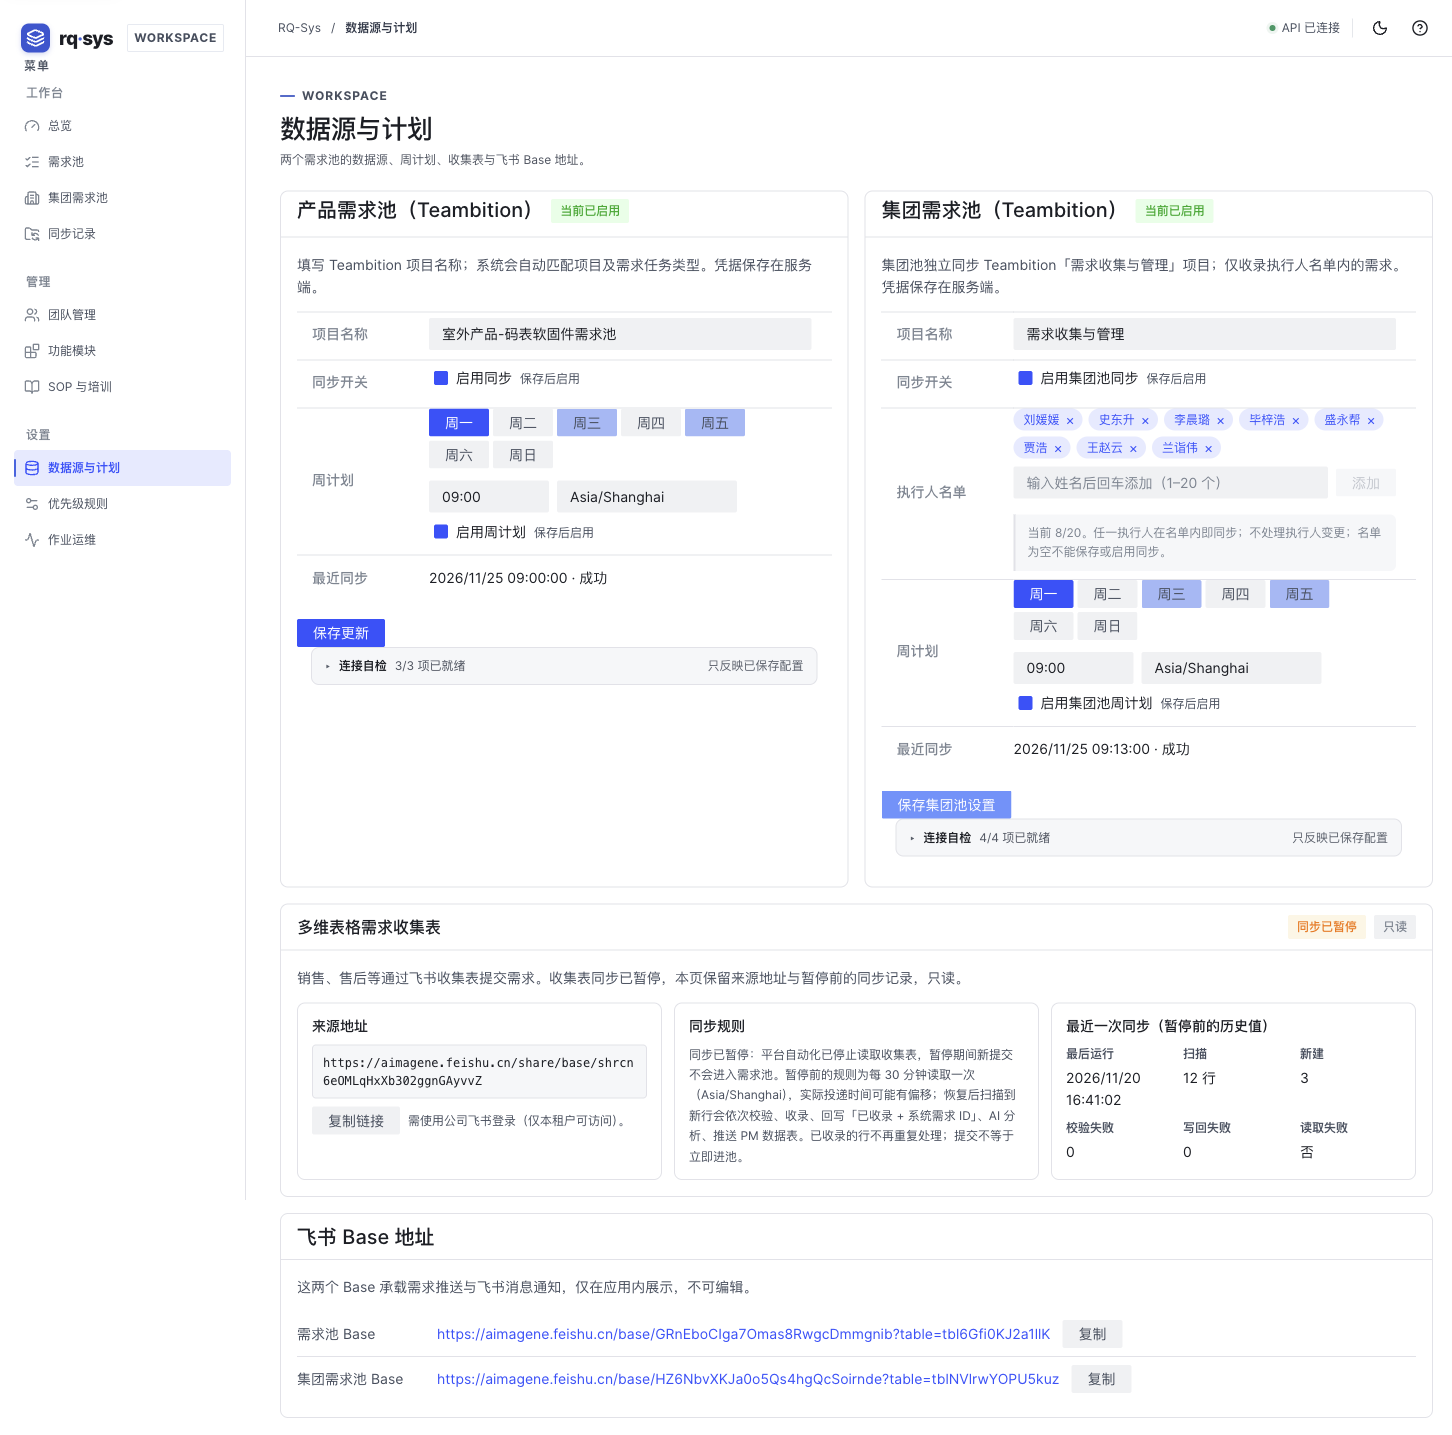 rq·sys WORKSPACE
菜单
工作台
总览
需求池
集团需求池
同步记录
管理
团队管理
功能模块
SOP 与培训
设置
数据源与计划
优先级规则
作业运维
RQ-Sys / 数据源与计划
API 已连接
WORKSPACE
数据源与计划
两个需求池的数据源、周计划、收集表与飞书 Base 地址。
产品需求池（Teambition） 当前已启用
填写 Teambition 项目名称；系统会自动匹配项目及需求任务类型。凭据保存在服务
端。
项目名称 室外产品-码表软固件需求池
同步开关 启用同步 保存后启用
周计划
周一 周二 周三 周四 周五
周六 周日
09:00 Asia/Shanghai
启用周计划 保存后启用
最近同步 2026/11/25 09:00:00 · 成功
保存更新
▸ 连接自检 3/3 项已就绪 只反映已保存配置
集团需求池（Teambition） 当前已启用
集团池独立同步 Teambition「需求收集与管理」项目；仅收录执行人名单内的需求。
凭据保存在服务端。
项目名称 需求收集与管理
同步开关 启用集团池同步 保存后启用
执行人名单
刘媛媛 × 史东升 × 李晨璐 × 毕梓浩 × 盛永帮 ×
贾浩 × 王赵云 × 兰诣伟 ×
输入姓名后回车添加（1–20 个） 添加
当前 8/20。任一执行人在名单内即同步；不处理执行人变更；名单
为空不能保存或启用同步。
周计划
周一 周二 周三 周四 周五
周六 周日
09:00 Asia/Shanghai
启用集团池周计划 保存后启用
最近同步 2026/11/25 09:13:00 · 成功
保存集团池设置
▸ 连接自检 4/4 项已就绪 只反映已保存配置
多维表格需求收集表 同步已暂停 只读
销售、售后等通过飞书收集表提交需求。收集表同步已暂停，本页保留来源地址与暂停前的同步记录，只读。
来源地址
https://aimagene.feishu.cn/share/base/shrcn
6eOMLqHxXb302ggnGAyvvZ
复制链接 需使用公司飞书登录（仅本租户可访问）。
同步规则
同步已暂停：平台自动化已停止读取收集表，暂停期间新提交
不会进入需求池。暂停前的规则为每 30 分钟读取一次
（Asia/Shanghai），实际投递时间可能有偏移；恢复后扫描到
新行会依次校验、收录、回写「已收录 + 系统需求 ID」、AI 分
析、推送 PM 数据表。已收录的行不再重复处理；提交不等于
立即进池。
最近一次同步（暂停前的历史值）
最后运行 扫描 新建
2026/11/20 12 行 3
16:41:02
校验失败 写回失败 读取失败
0 0 否
飞书 Base 地址
这两个 Base 承载需求推送与飞书消息通知，仅在应用内展示，不可编辑。
需求池 Base https://aimagene.feishu.cn/base/GRnEboCIga7Omas8RwgcDmmgnib?table=tbl6Gfi0KJ2a1lIK 复制
集团需求池 Base https://aimagene.feishu.cn/base/HZ6NbvXKJa0o5Qs4hgQcSoirnde?table=tblNVIrwYOPU5kuz 复制